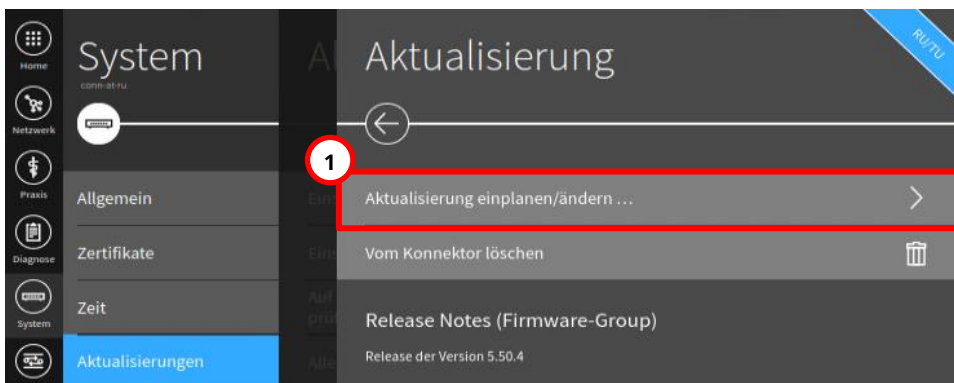 Home
Netzwerk
Praxis
Diagnose
System
System
conn-at-ru
Allgemein
Zertifikate
Zeit
Aktualisierungen
Aktualisierung
RU/TU
1
Aktualisierung einplanen/ändern ...
Vom Konnektor löschen
Release Notes (Firmware-Group)
Release der Version 5.50.4